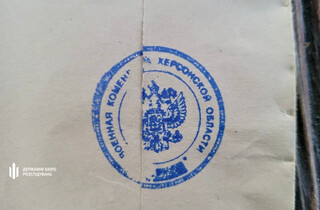 ВОЕННАЯ КОМЕН ХЕРСОНСКОЙ ОБЛАСТИ
ДЕРЖАВНЕ БЮРО
РОЗСЛІДУВАНЬ